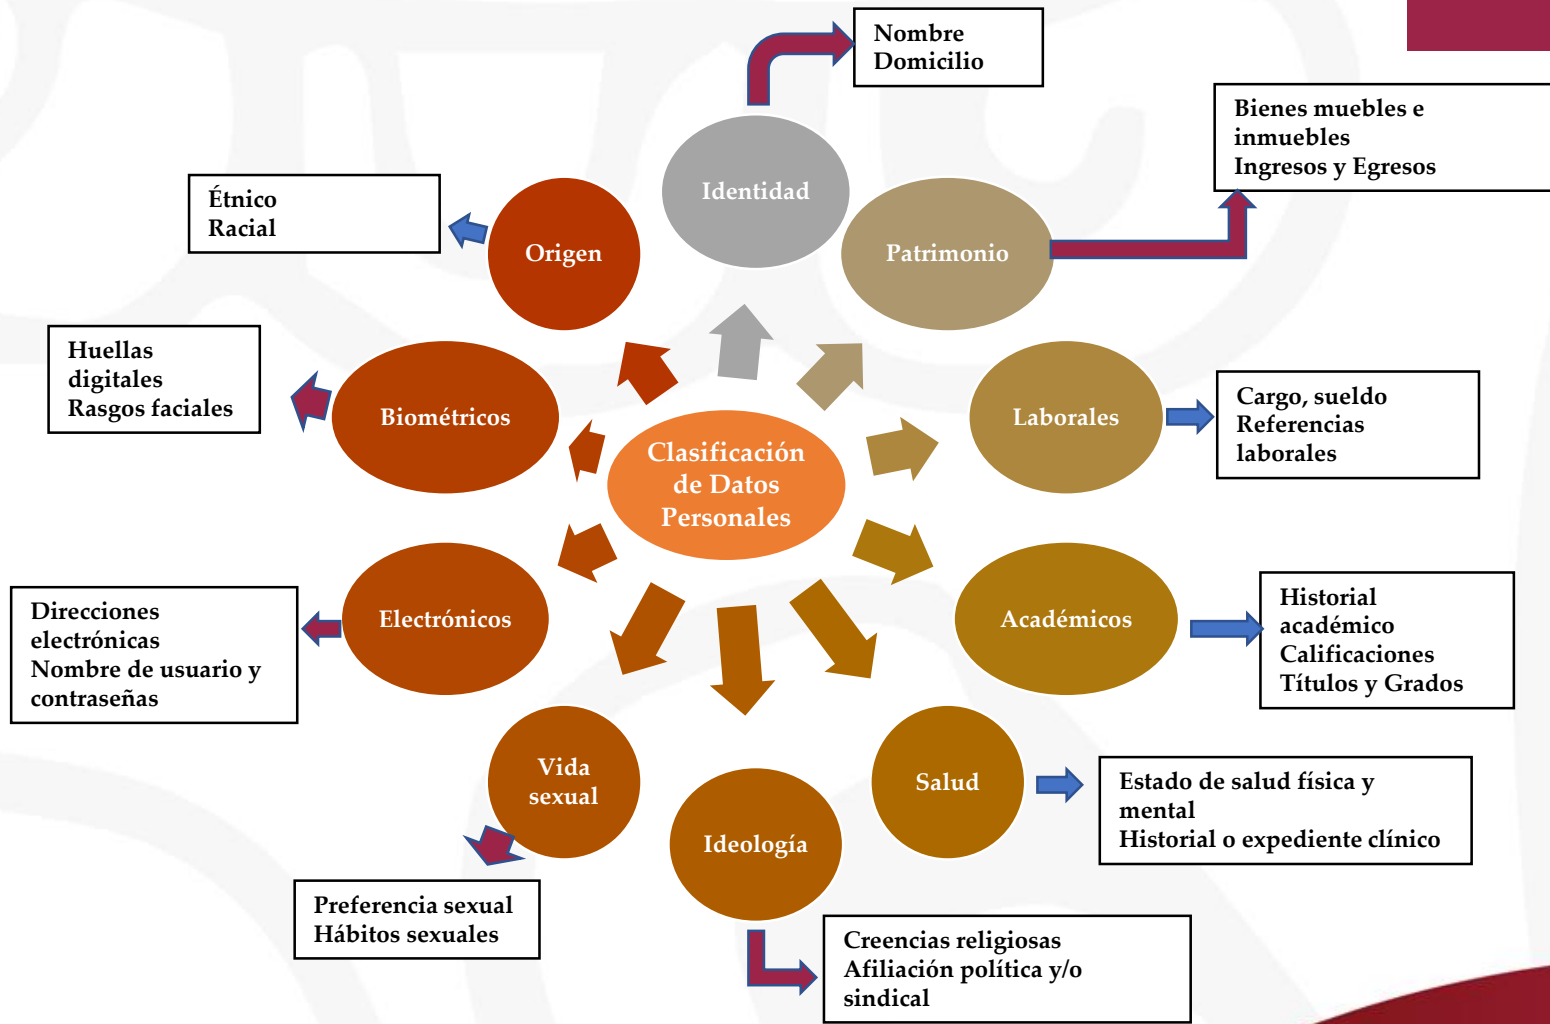 Nombre
Domicilio
Identidad
Bienes muebles e
inmuebles
Ingresos y Egresos
Patrimonio
Étnico
Racial
Origen
Huellas
digitales
Rasgos faciales
Biométricos
Laborales
Cargo, sueldo
Referencias
laborales
Clasificación
de Datos
Personales
Direcciones
electrónicas
Nombre de usuario y
contraseñas
Electrónicos
Académicos
Historial
académico
Calificaciones
Títulos y Grados
Vida
sexual
Salud
Estado de salud física y
mental
Historial o expediente clínico
Ideología
Preferencia sexual
Hábitos sexuales
Creencias religiosas
Afiliación política y/o
sindical